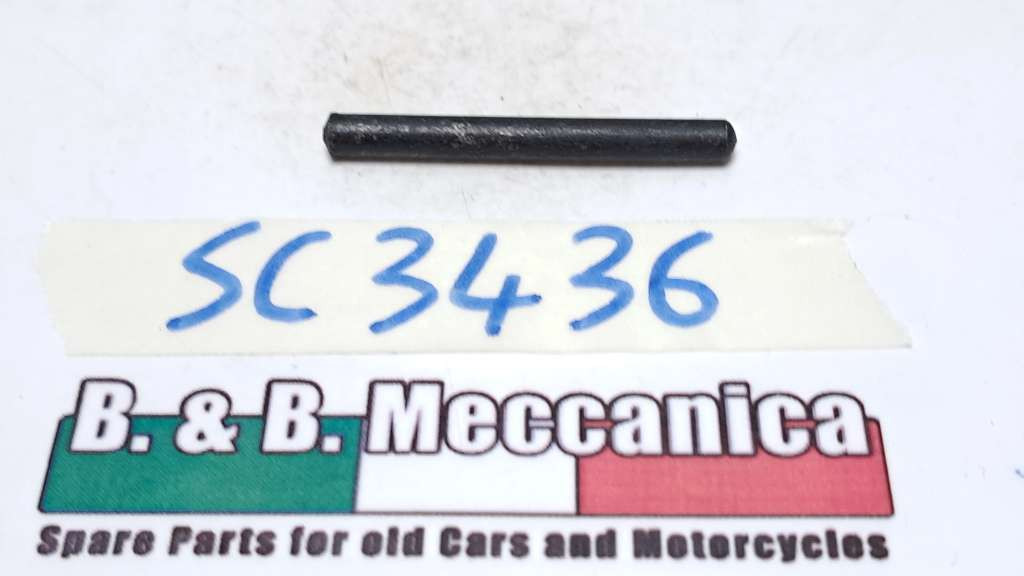 SC3436
B. & B. Meccanica
Spare Parts for old Cars and Motorcycles